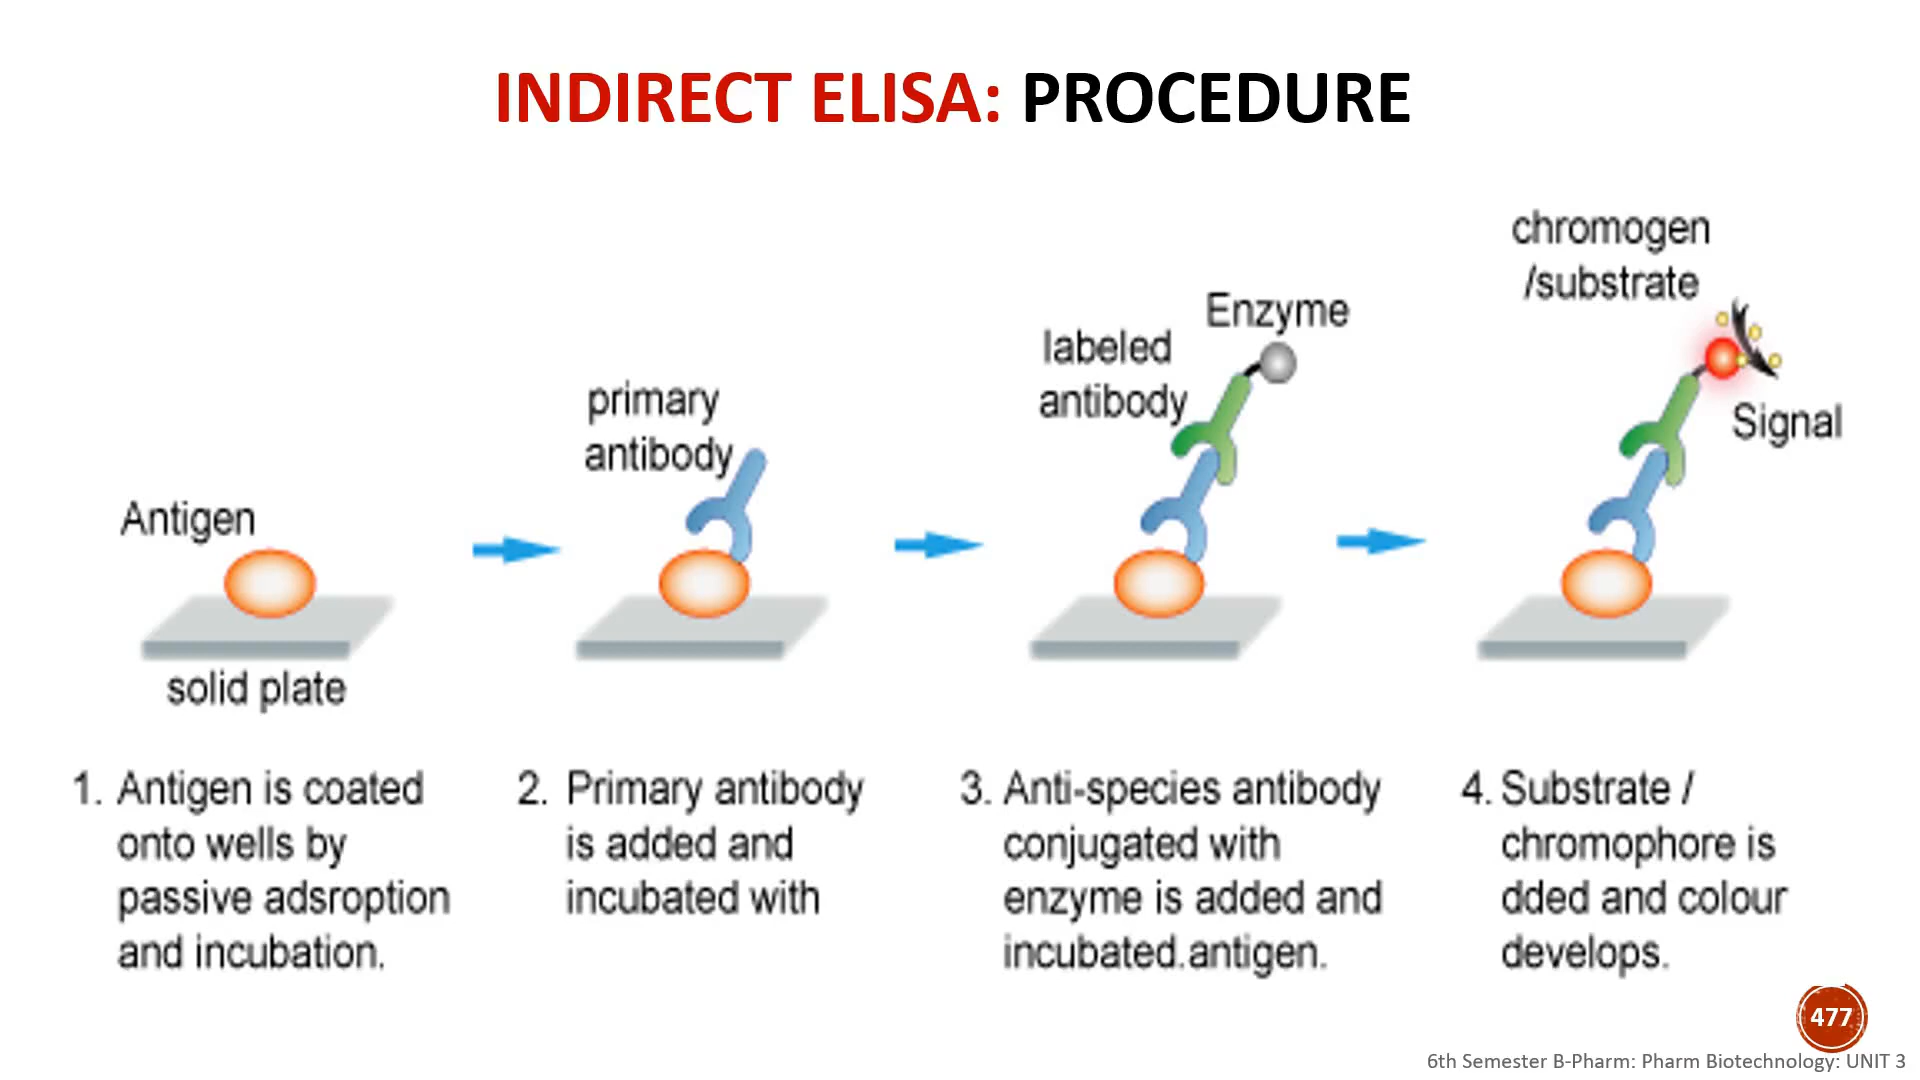 INDIRECT ELISA: PROCEDURE
Antigen
solid plate
primary
antibody
labeled
antibody
Enzyme
chromogen
/substrate
Signal
1. Antigen is coated
onto wells by
passive adsroption
and incubation.
2. Primary antibody
is added and
incubated with
3. Anti-species antibody
conjugated with
enzyme is added and
incubated.antigen.
4. Substrate /
chromophore is
dded and colour
develops.
477
6th Semester B-Pharm: Pharm Biotechnology: UNIT 3